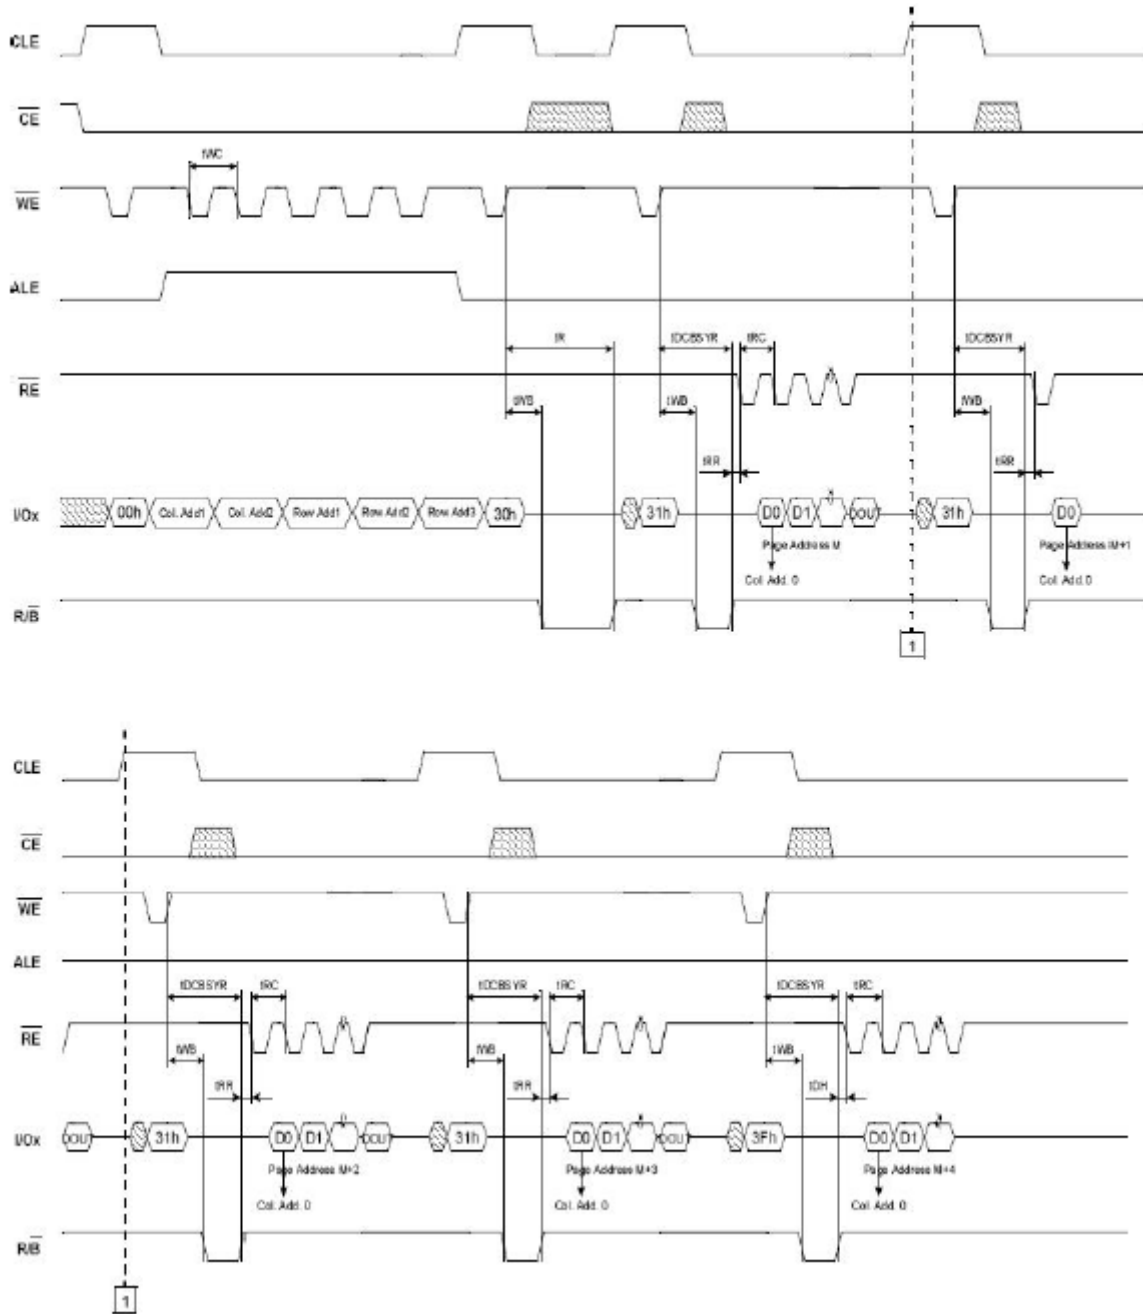 CLE
CE
tWC
WE
ALE
tR
tDCBSYR
tRC
tDCBSYR
RE
tWB
tWB
tWB
tRR
tRR
I/Ox
00h
Col. Add1
Col. Add2
Row Add1
Row Add2
Row Add3
30h
31h
D0
D1
DOUT
31h
D0
Page Address M
Page Address M+1
Col. Add. 0
Col. Add. 0
R/B
1
CLE
CE
WE
ALE
tDCBSYR
tRC
tDCBSYR
tRC
tDCBSYR
tRC
RE
tWB
tWB
tWB
tRR
tRR
tDH
I/Ox
DOUT
31h
D0
D1
DOUT
31h
D0
D1
DOUT
3Fh
D0
D1
Page Address M+2
Page Address M+3
Page Address M+4
Col. Add. 0
Col. Add. 0
Col. Add. 0
R/B
1